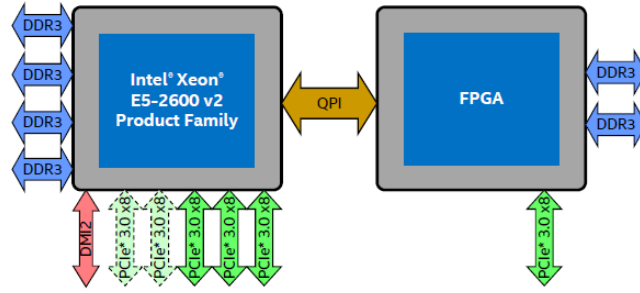 DDR3
DDR3
DDR3
DDR3
Intel® Xeon®
E5-2600 v2
Product Family
QPI
FPGA
DDR3
DDR3
DMI2
PCIe* 3.0 x8
PCIe* 3.0 x8
PCIe* 3.0 x8
PCIe* 3.0 x8
PCIe* 3.0 x8
PCIe* 3.0 x8